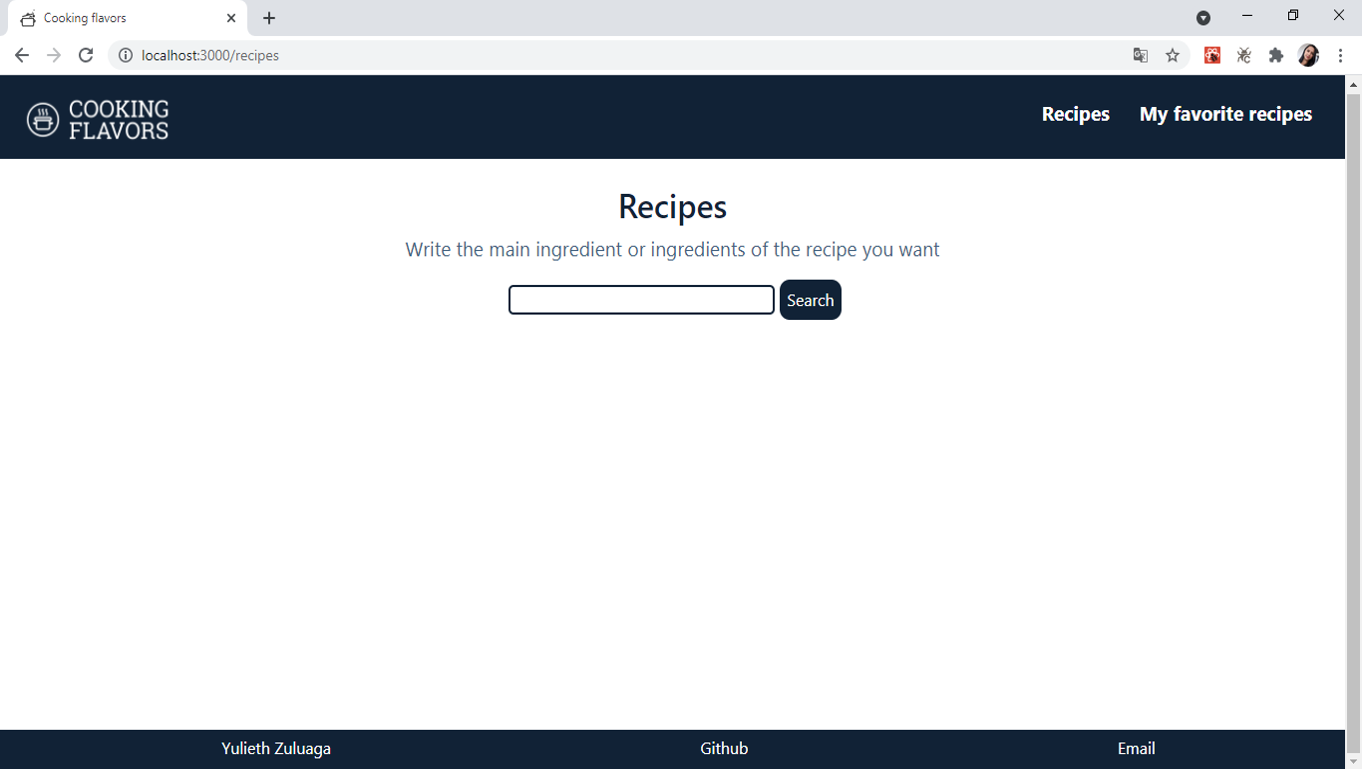 Cooking flavors
localhost:3000/recipes
COOKING
FLAVORS
Recipes
My favorite recipes
Recipes
Write the main ingredient or ingredients of the recipe you want
Search
Yulieth Zuluaga
Github
Email